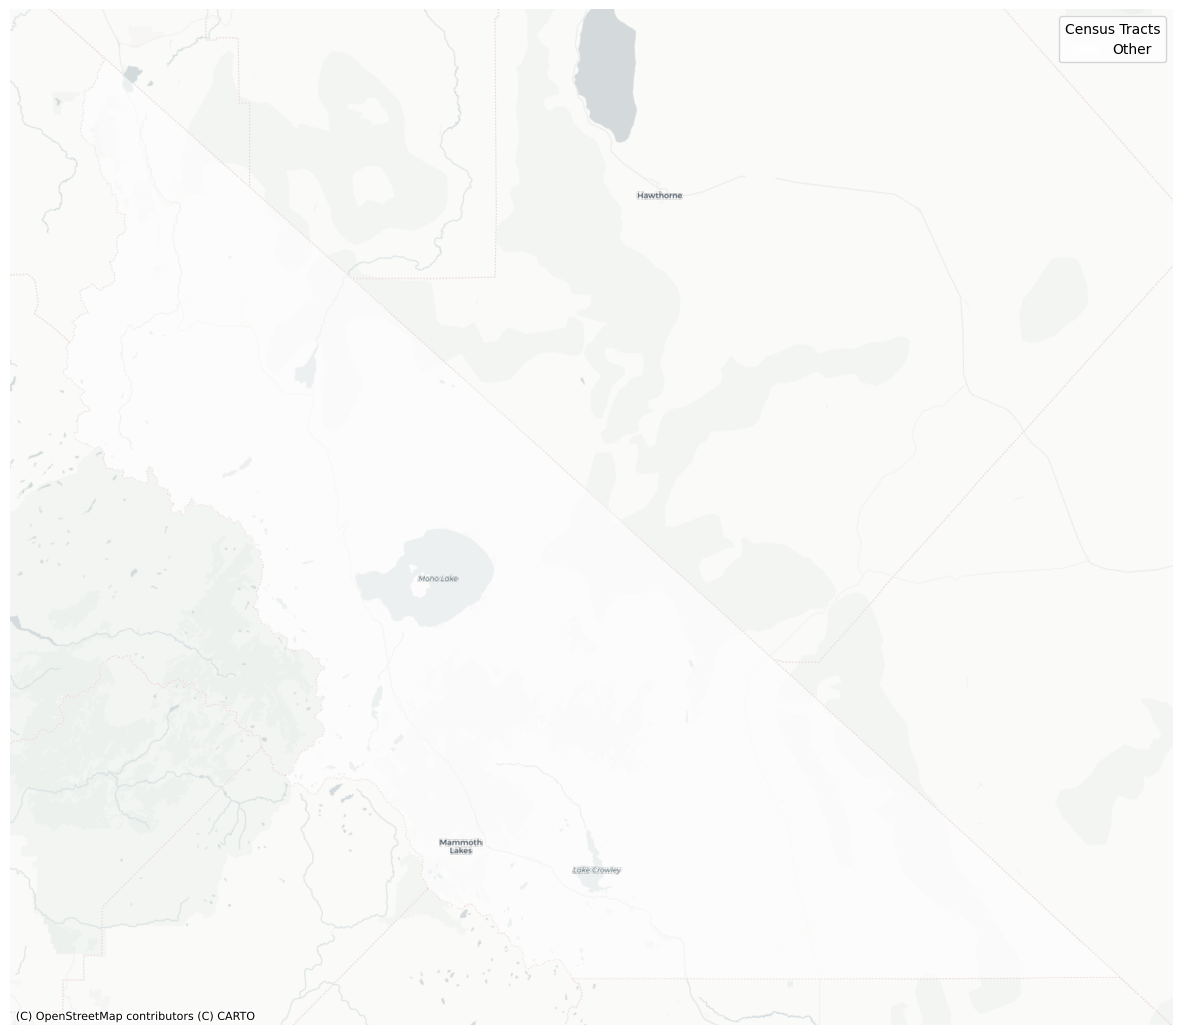 Census Tracts
Other
Hawthorne
Mono Lake
Mammoth
Lakes
Lake Crowley
(C) OpenStreetMap contributors (C) CARTO